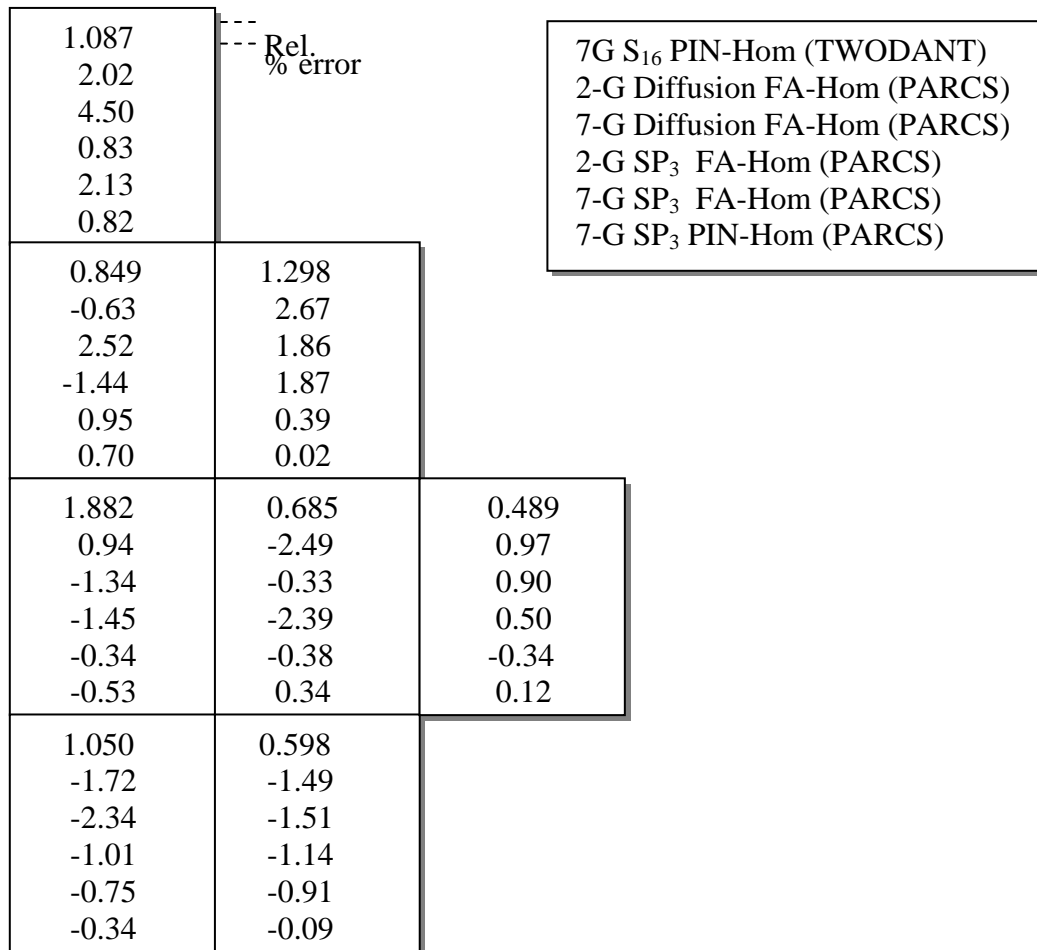 1.087
2.02
4.50
0.83
2.13
0.82
Rel.
% error
7G S₁₆ PIN-Hom (TWODANT)
2-G Diffusion FA-Hom (PARCS)
7-G Diffusion FA-Hom (PARCS)
2-G SP₃ FA-Hom (PARCS)
7-G SP₃ FA-Hom (PARCS)
7-G SP₃ PIN-Hom (PARCS)
0.849 1.298
-0.63 2.67
2.52 1.86
-1.44 1.87
0.95 0.39
0.70 0.02
1.882 0.685 0.489
0.94 -2.49 0.97
-1.34 -0.33 0.90
-1.45 -2.39 0.50
-0.34 -0.38 -0.34
-0.53 0.34 0.12
1.050 0.598
-1.72 -1.49
-2.34 -1.51
-1.01 -1.14
-0.75 -0.91
-0.34 -0.09